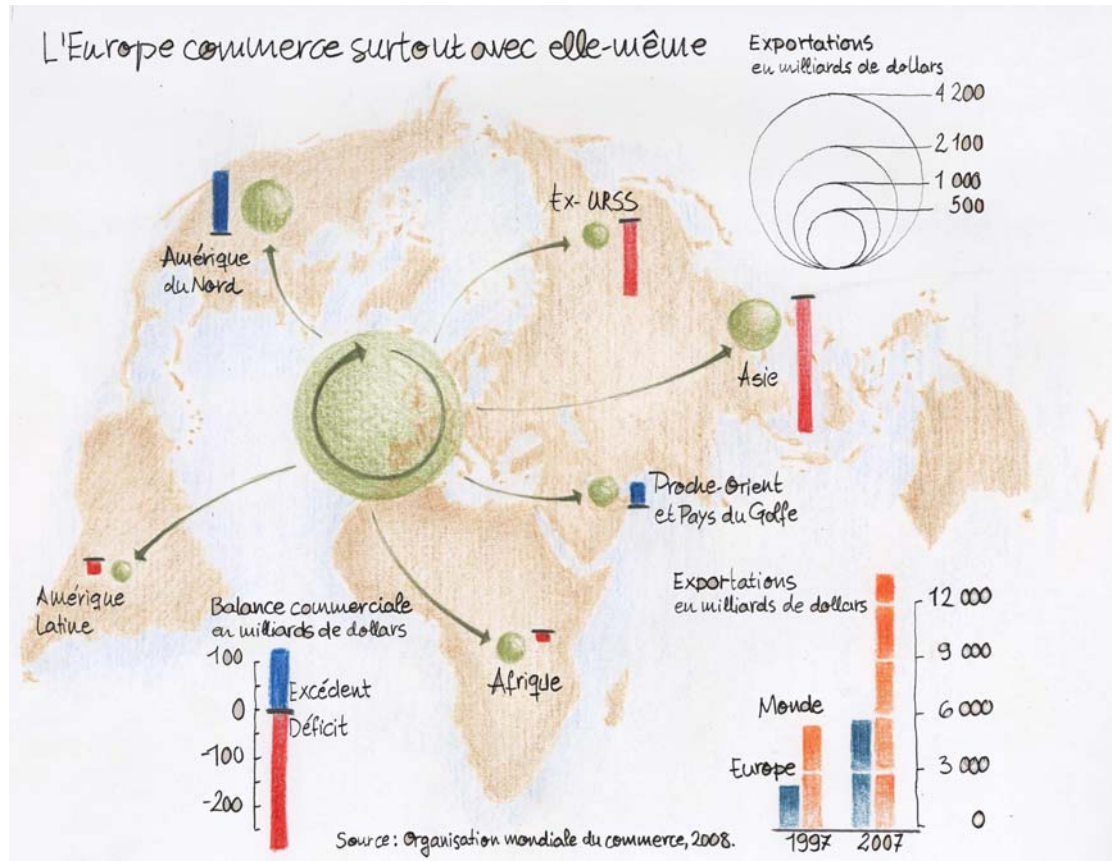 L'Europe commerce surtout avec elle-même
Exportations
en milliards de dollars
4 200
2 100
1 000
500
Ex-URSS
Amérique
du Nord
Asie
Proche-Orient
et Pays du Golfe
Amérique
Latine
Afrique
Balance commerciale
en milliards de dollars
100
0
-100
-200
Excédent
Déficit
Exportations
en milliards de dollars
12 000
9 000
6 000
3 000
0
Monde
Europe
1997
2007
Source : Organisation mondiale du commerce, 2008.